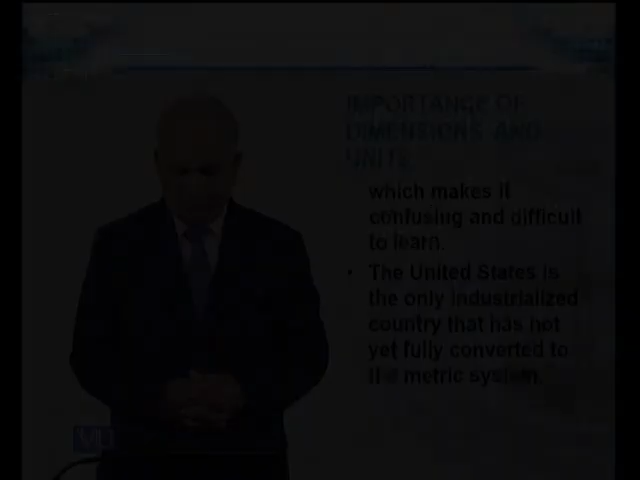 IMPORTANCE OF
DIMENSIONS AND
UNITS
which makes it
confusing and difficult
to learn.
• The United States is
the only industrialized
country that has not
yet fully converted to
the metric system.